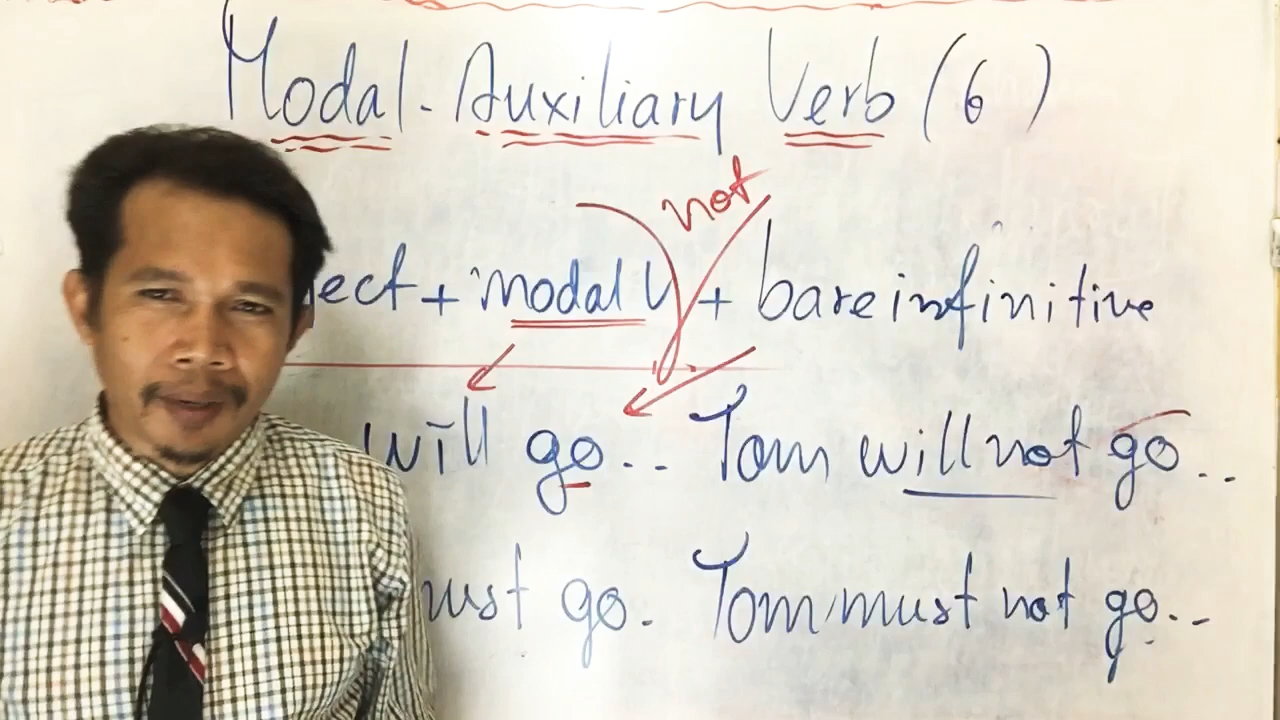 Modal-Auxiliary Verb (6)
not
ject + modal V + bare infinitive
will go.. Tom will not go..
ust go. Tom must not go...